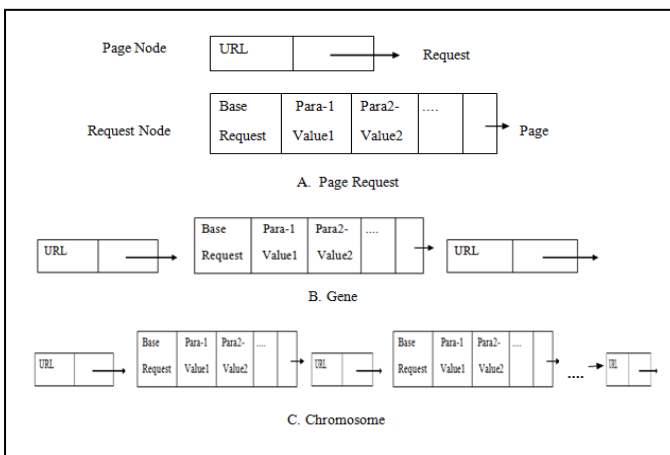 Page Node URL Request
Base Para-1 Para2- ....
Request Node Request Value1 Value2 Page
A. Page Request
Base Para-1 Para2- ....
URL Request Value1 Value2 URL
B. Gene
Base Para-1 Para2- .... Base Para-1 Para2- ....
URL Request Value1 Value2 URL Request Value1 Value2 .... URL
C. Chromosome